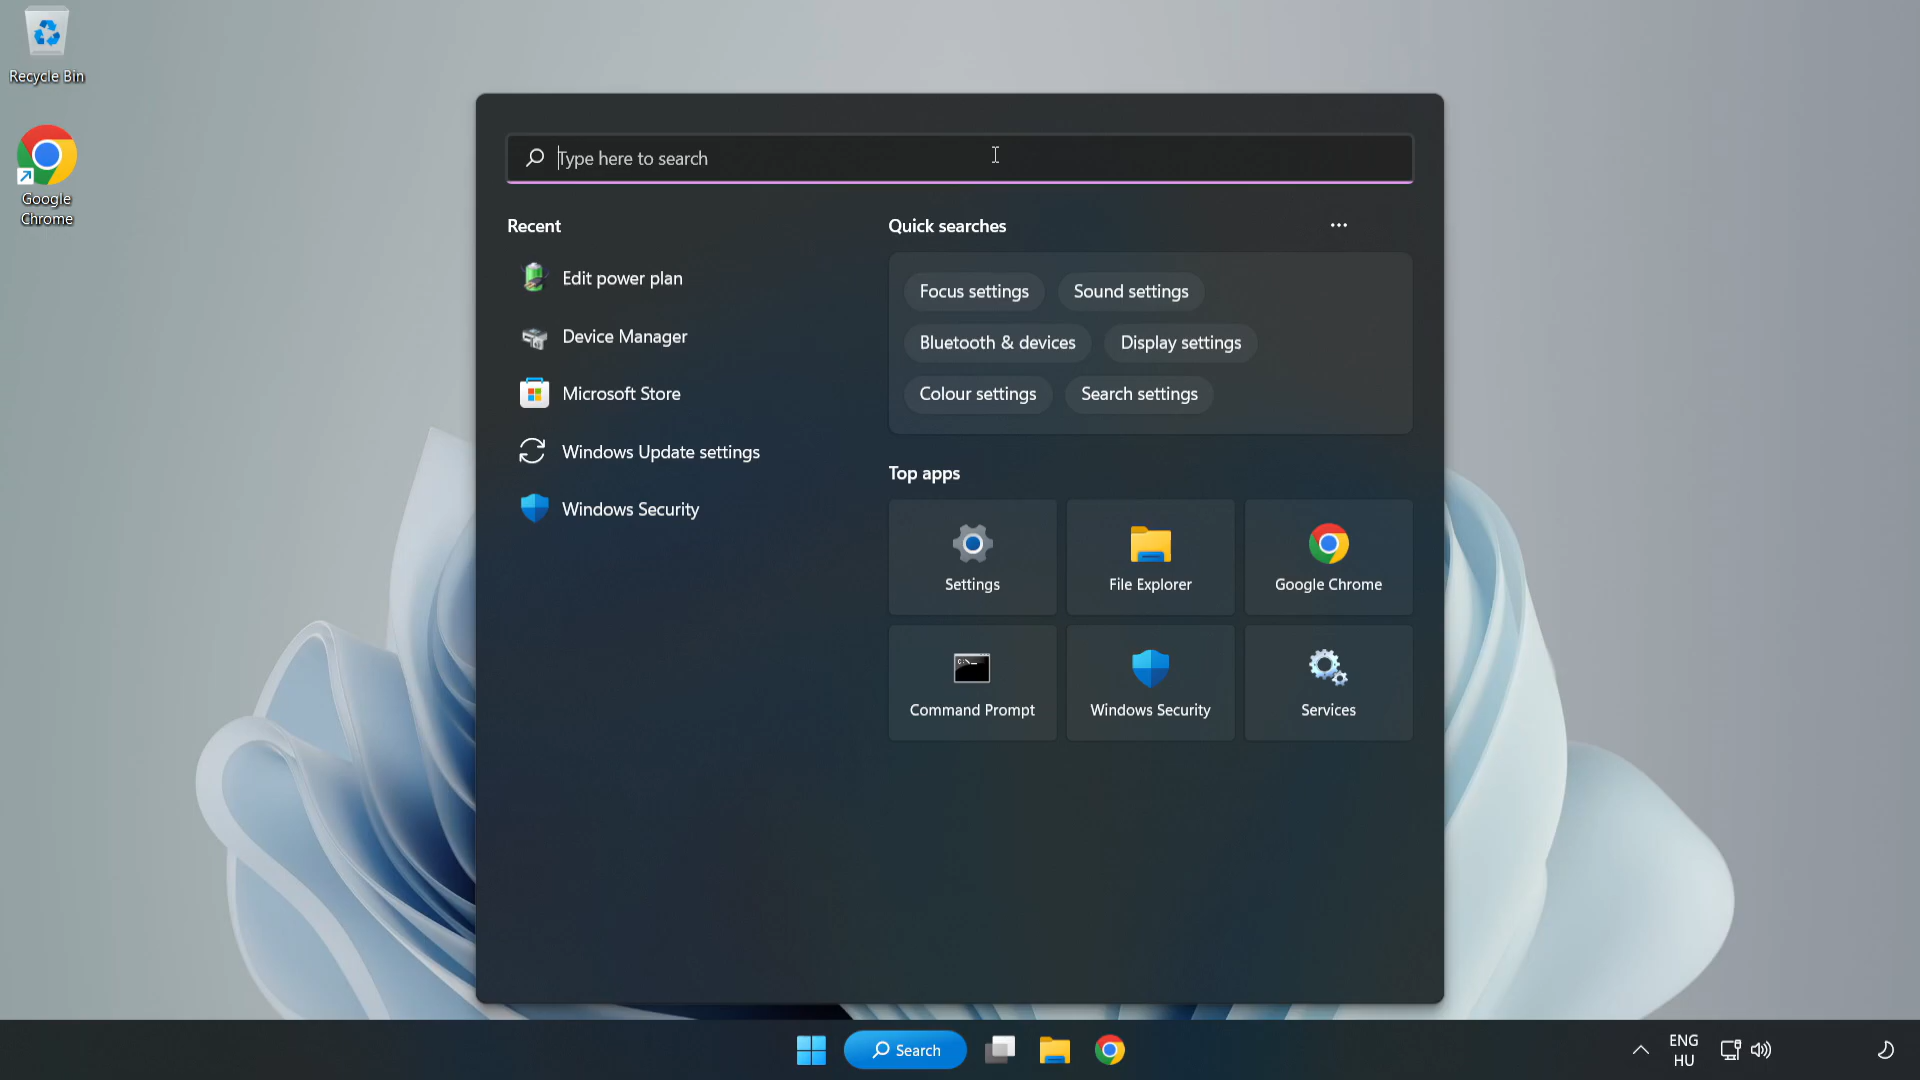 Recycle Bin
Google
Chrome
Type here to search
Recent
Edit power plan
Device Manager
Microsoft Store
Windows Update settings
Windows Security
Quick searches
Focus settings
Sound settings
Bluetooth & devices
Display settings
Colour settings
Search settings
Top apps
Settings
File Explorer
Google Chrome
C:\>_
Command Prompt
Windows Security
Services
Search
ENG
HU